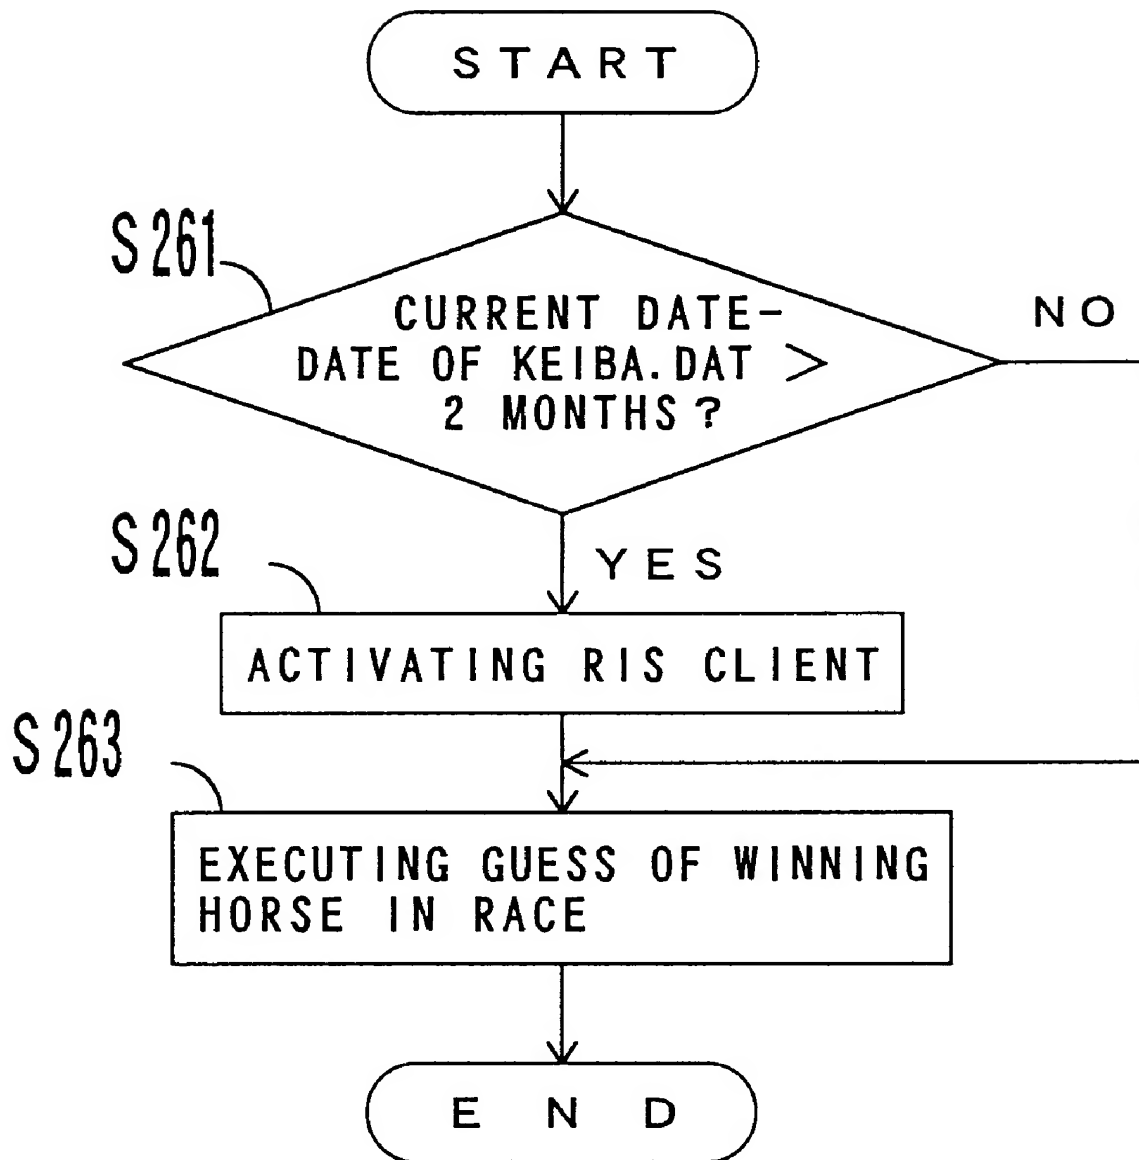 START
S261
CURRENT DATE-
DATE OF KEIBA.DAT >
2 MONTHS?
NO
S262
YES
ACTIVATING RIS CLIENT
S263
EXECUTING GUESS OF WINNING
HORSE IN RACE
END